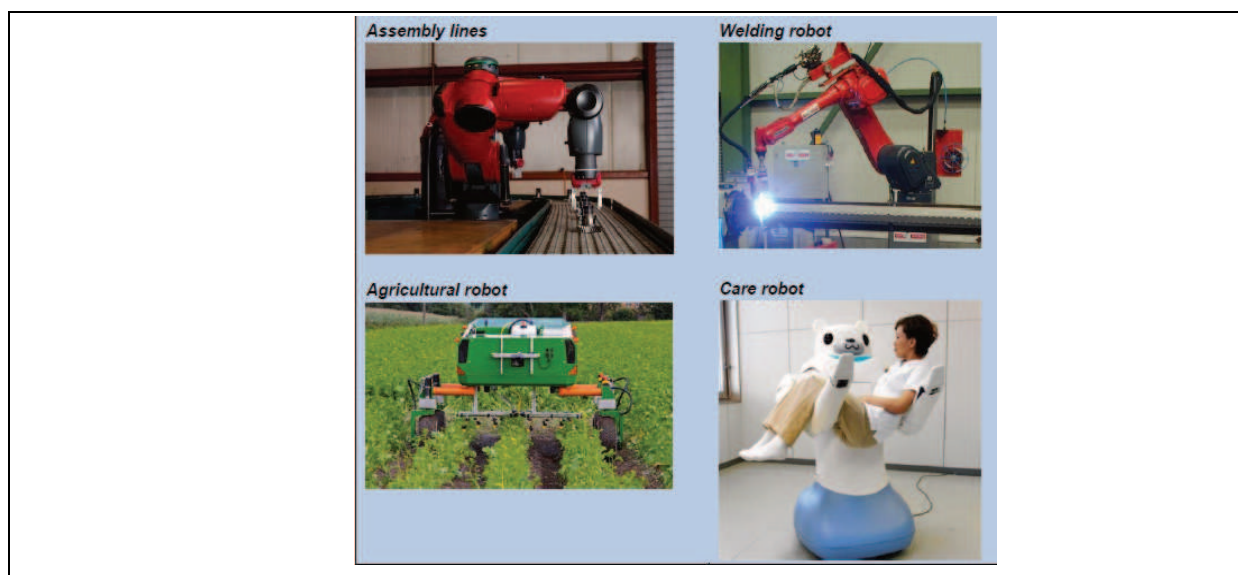 Assembly lines
Welding robot
Agricultural robot
Care robot